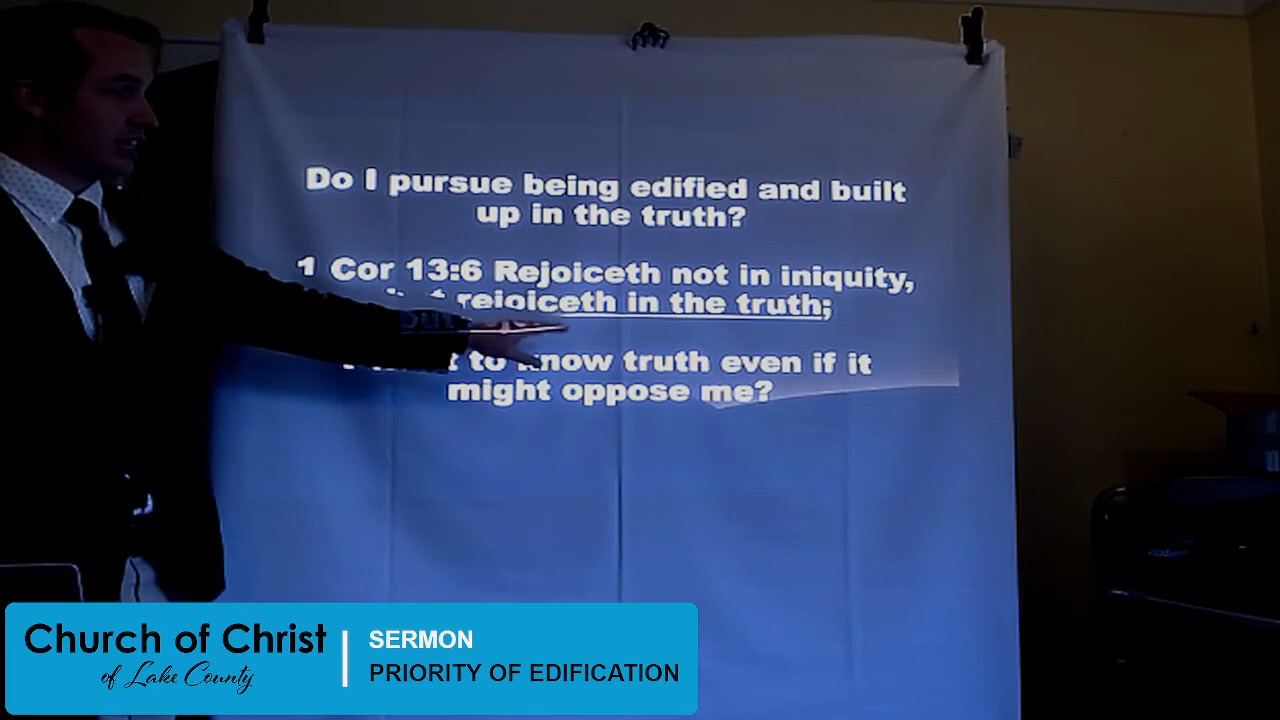 Do I pursue being edified and built
up in the truth?
1 Cor 13:6 Rejoiceth not in iniquity,
but rejoiceth in the truth;
to know truth even if it
might oppose me?
Church of Christ
of Lake County
SERMON
PRIORITY OF EDIFICATION